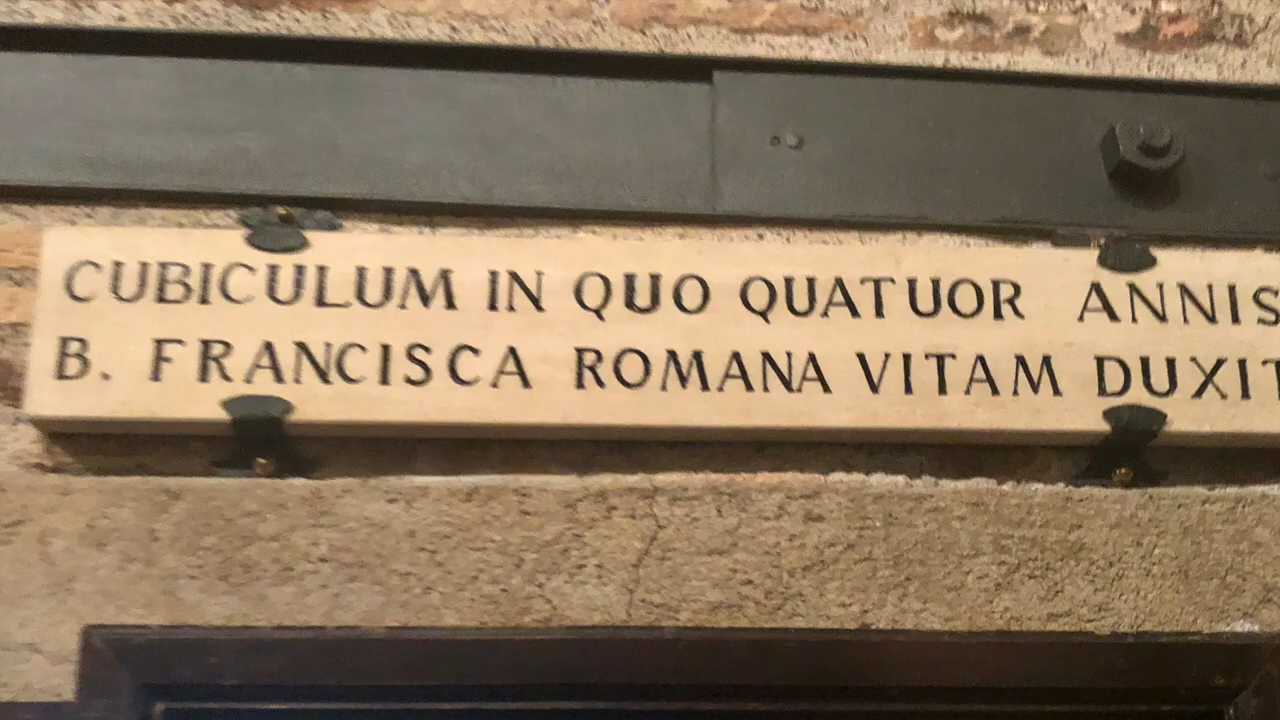 CUBICULUM IN QUO QUATUOR ANNIS
B. FRANCISCA ROMANA VITAM DUXIT